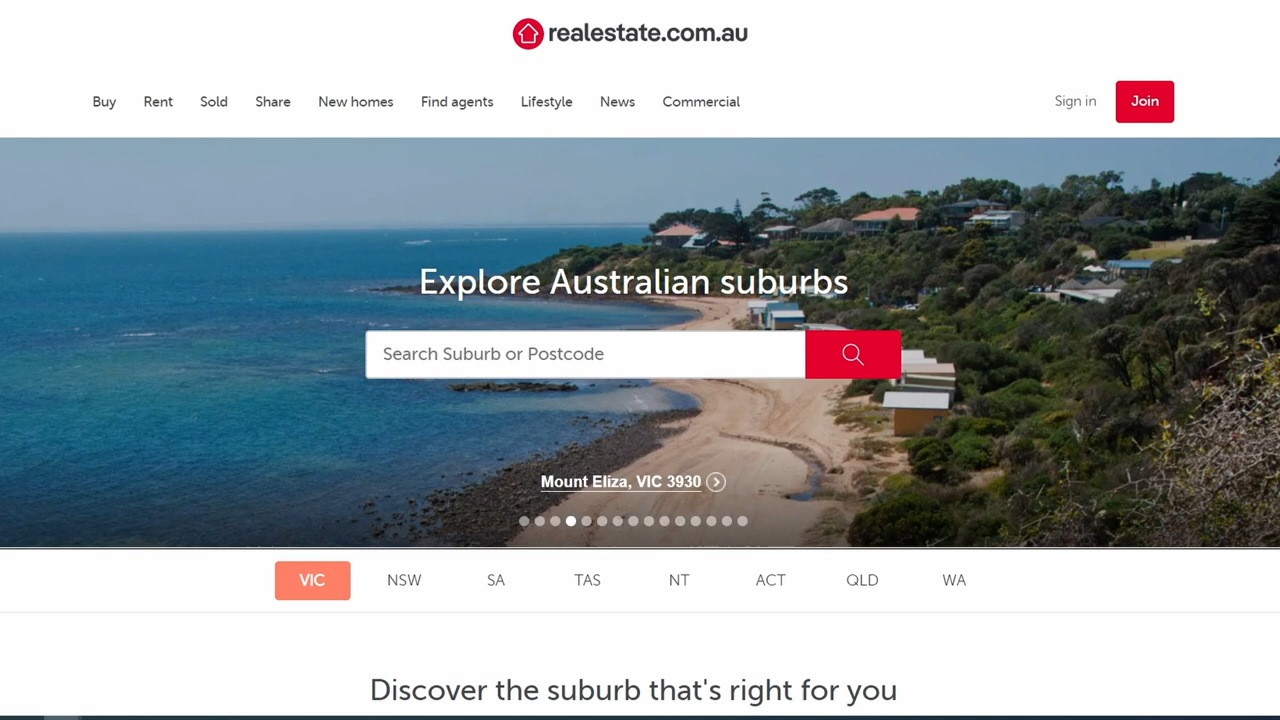 realestate.com.au
Buy Rent Sold Share New homes Find agents Lifestyle News Commercial Sign in Join
Explore Australian suburbs
Search Suburb or Postcode
Mount Eliza, VIC 3930
VIC NSW SA TAS NT ACT QLD WA
Discover the suburb that's right for you